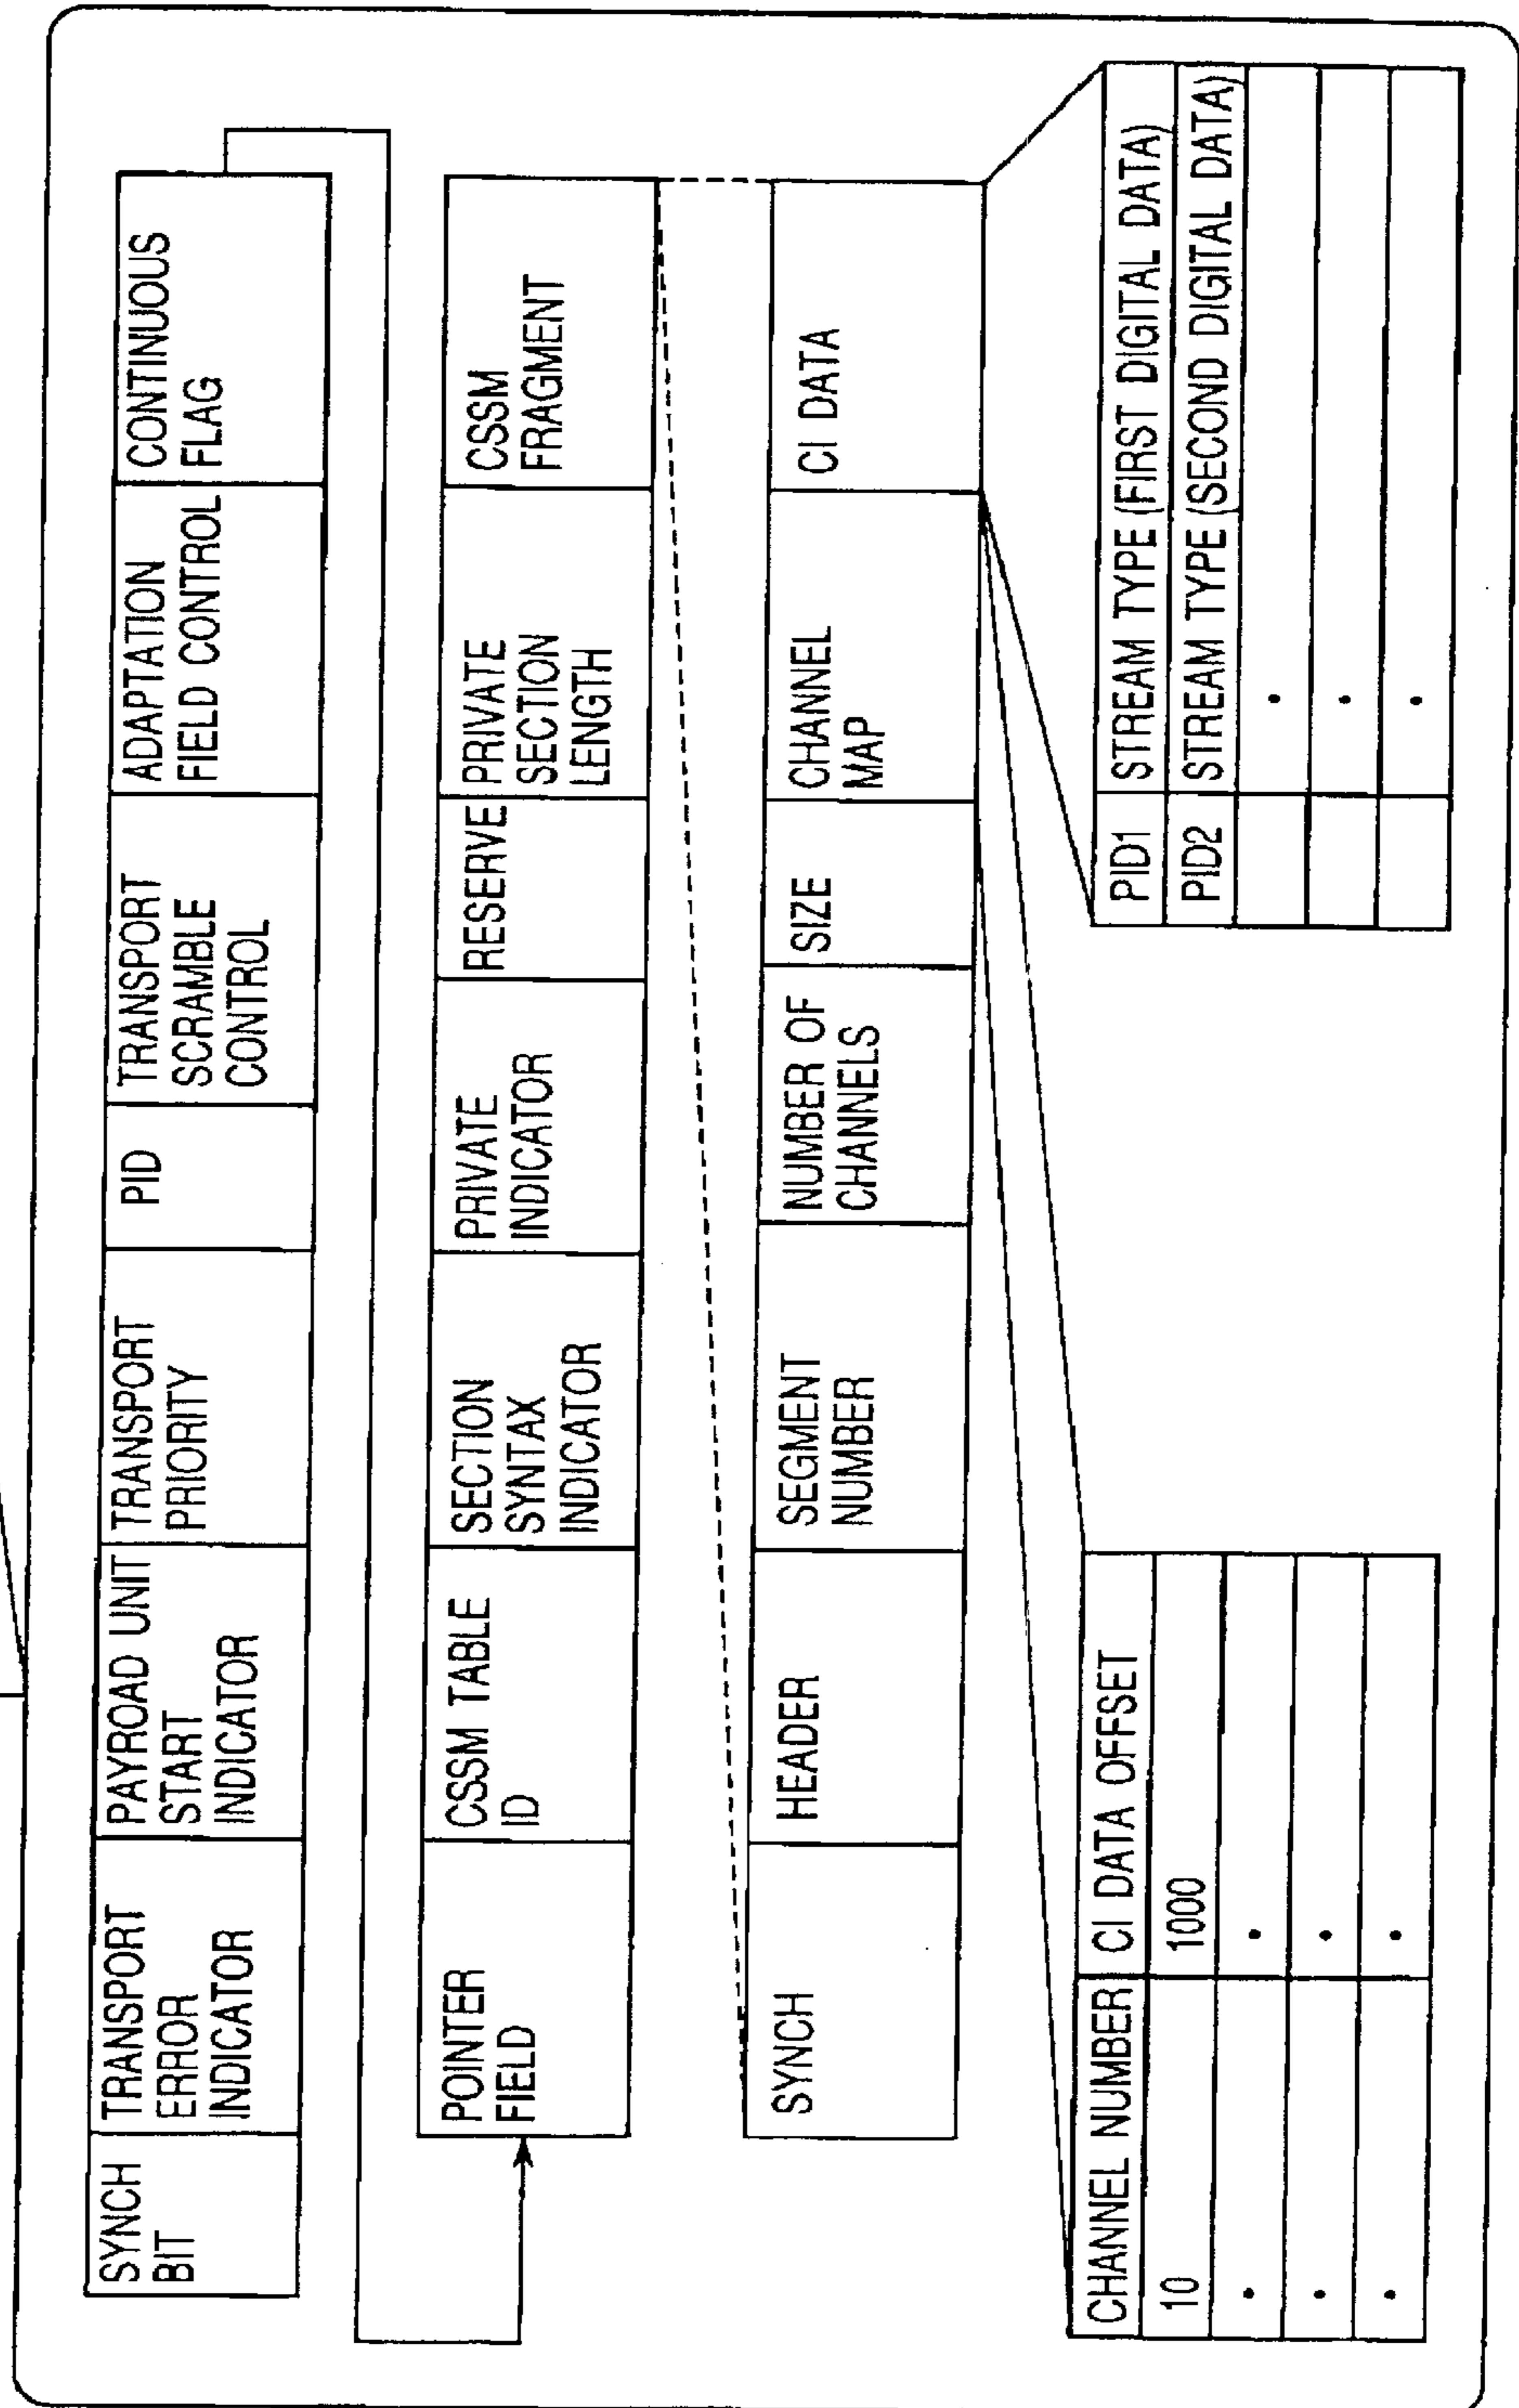 SYNCH
BIT
TRANSPORT
ERROR
INDICATOR
PAYROAD UNIT
START
INDICATOR
TRANSPORT
PRIORITY
PID
TRANSPORT
SCRAMBLE
CONTROL
ADAPTATION
FIELD CONTROL
CONTINUOUS
FLAG
POINTER
FIELD
CSSM TABLE
ID
SECTION
SYNTAX
INDICATOR
PRIVATE
INDICATOR
RESERVE
PRIVATE
SECTION
LENGTH
CSSM
FRAGMENT
SYNCH
HEADER
SEGMENT
NUMBER
NUMBER OF
CHANNELS
SIZE
CHANNEL
MAP
CI DATA
CHANNEL NUMBER CI DATA OFFSET
10 1000
PID1 STREAM TYPE (FIRST DIGITAL DATA)
PID2 STREAM TYPE (SECOND DIGITAL DATA)